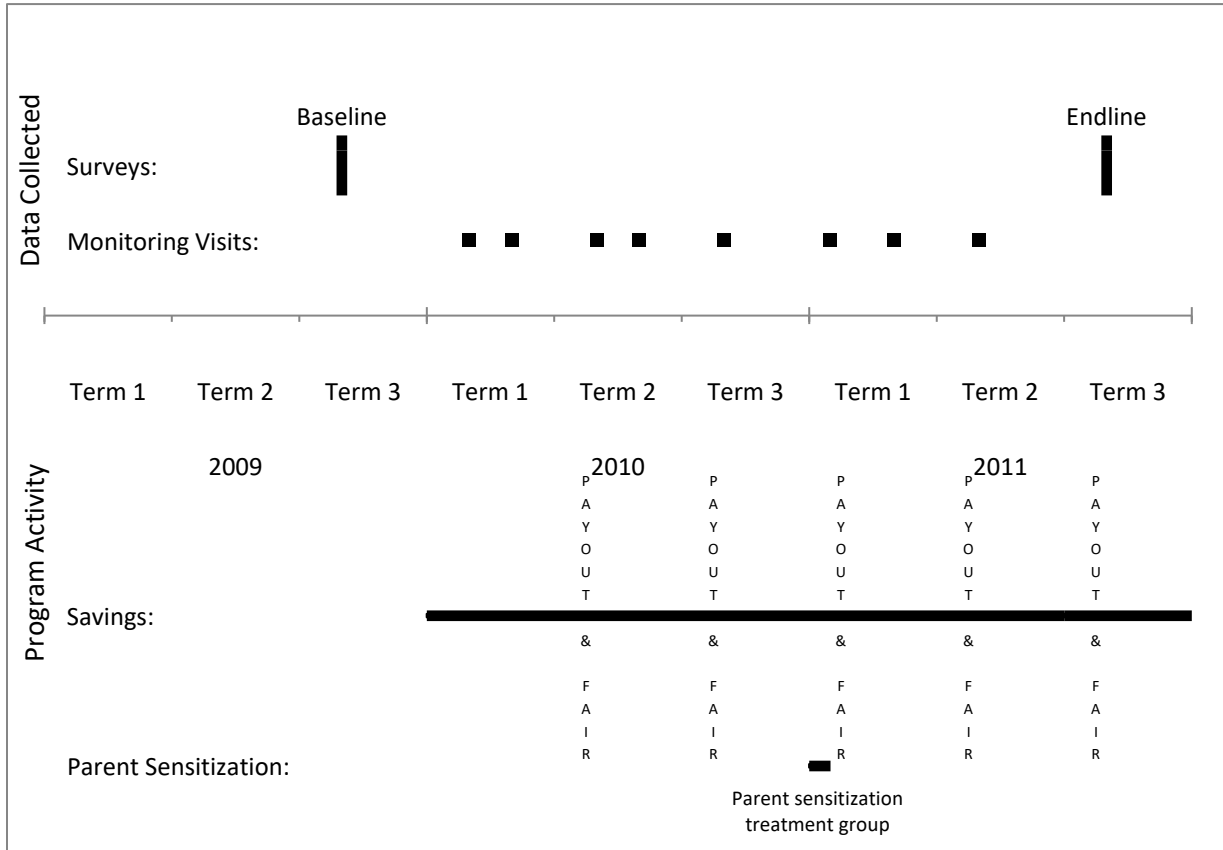 Data Collected
Baseline
Endline
Surveys:
Monitoring Visits:
Term 1
Term 2
Term 3
Term 1
Term 2
Term 3
Term 1
Term 2
Term 3
2009
2010
2011
Program Activity
PAYOUT & FAIR
PAYOUT & FAIR
PAYOUT & FAIR
PAYOUT & FAIR
PAYOUT & FAIR
Savings:
Parent Sensitization:
Parent sensitization
treatment group